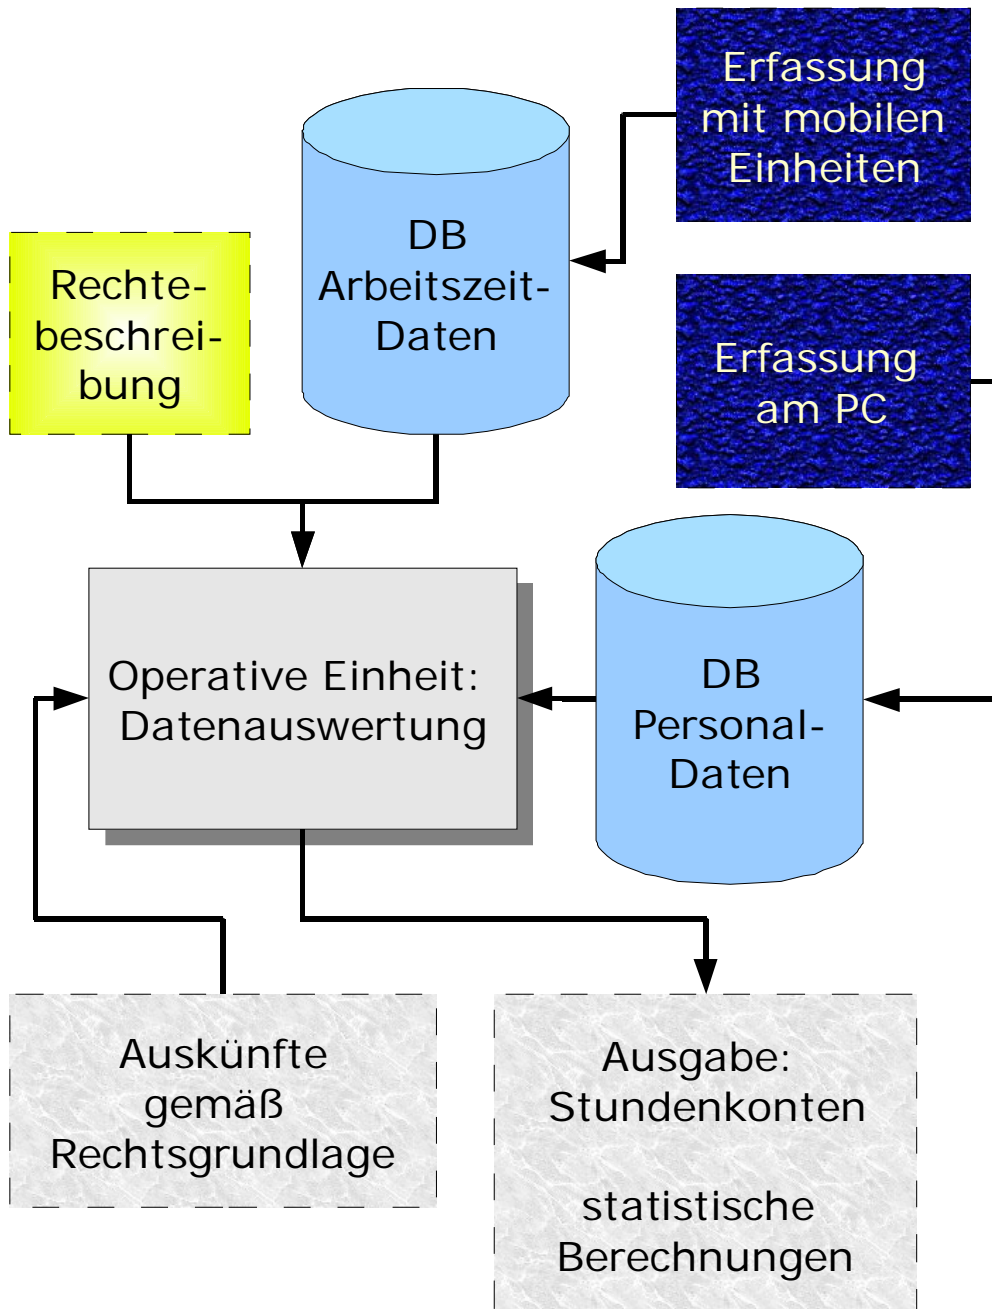 Erfassung
mit mobilen
Einheiten
DB
Arbeitszeit-
Daten
Rechte-
beschrei-
bung
Erfassung
am PC
Operative Einheit:
Datenauswertung
DB
Personal-
Daten
Auskünfte
gemäß
Rechtsgrundlage
Ausgabe:
Stundenkonten
statistische
Berechnungen